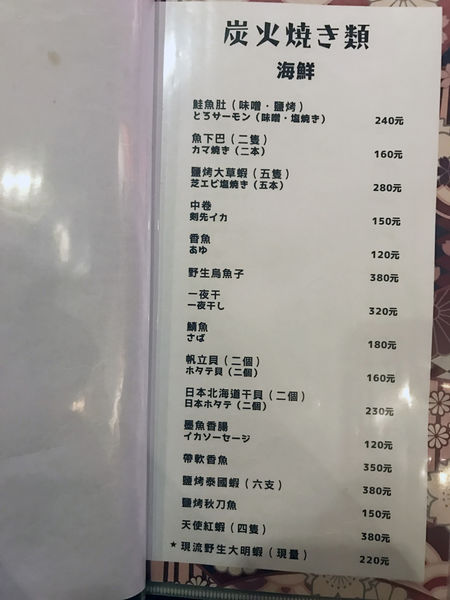 炭火焼き類
海鮮
鮭魚肚（味噌·鹽烤）
とろサーモン（味噌·塩焼き） 240元
魚下巴（二隻）
カマ焼き（二本） 160元
鹽烤大草蝦（五隻）
芝エビ塩焼き（五本） 280元
中卷
剣先イカ 150元
香魚
あゆ 120元
野生烏魚子 380元
一夜干
一夜干し 320元
鯖魚
さば 180元
帆立貝（二個）
ホタテ貝（二個） 160元
日本北海道干貝（二個）
日本ホタテ（二個） 230元
墨魚香腸
イカソーセージ 120元
帶軟香魚 350元
鹽烤泰國蝦（六支） 380元
鹽烤秋刀魚 150元
天使紅蝦（四隻） 380元
★現流野生大明蝦（現量） 220元